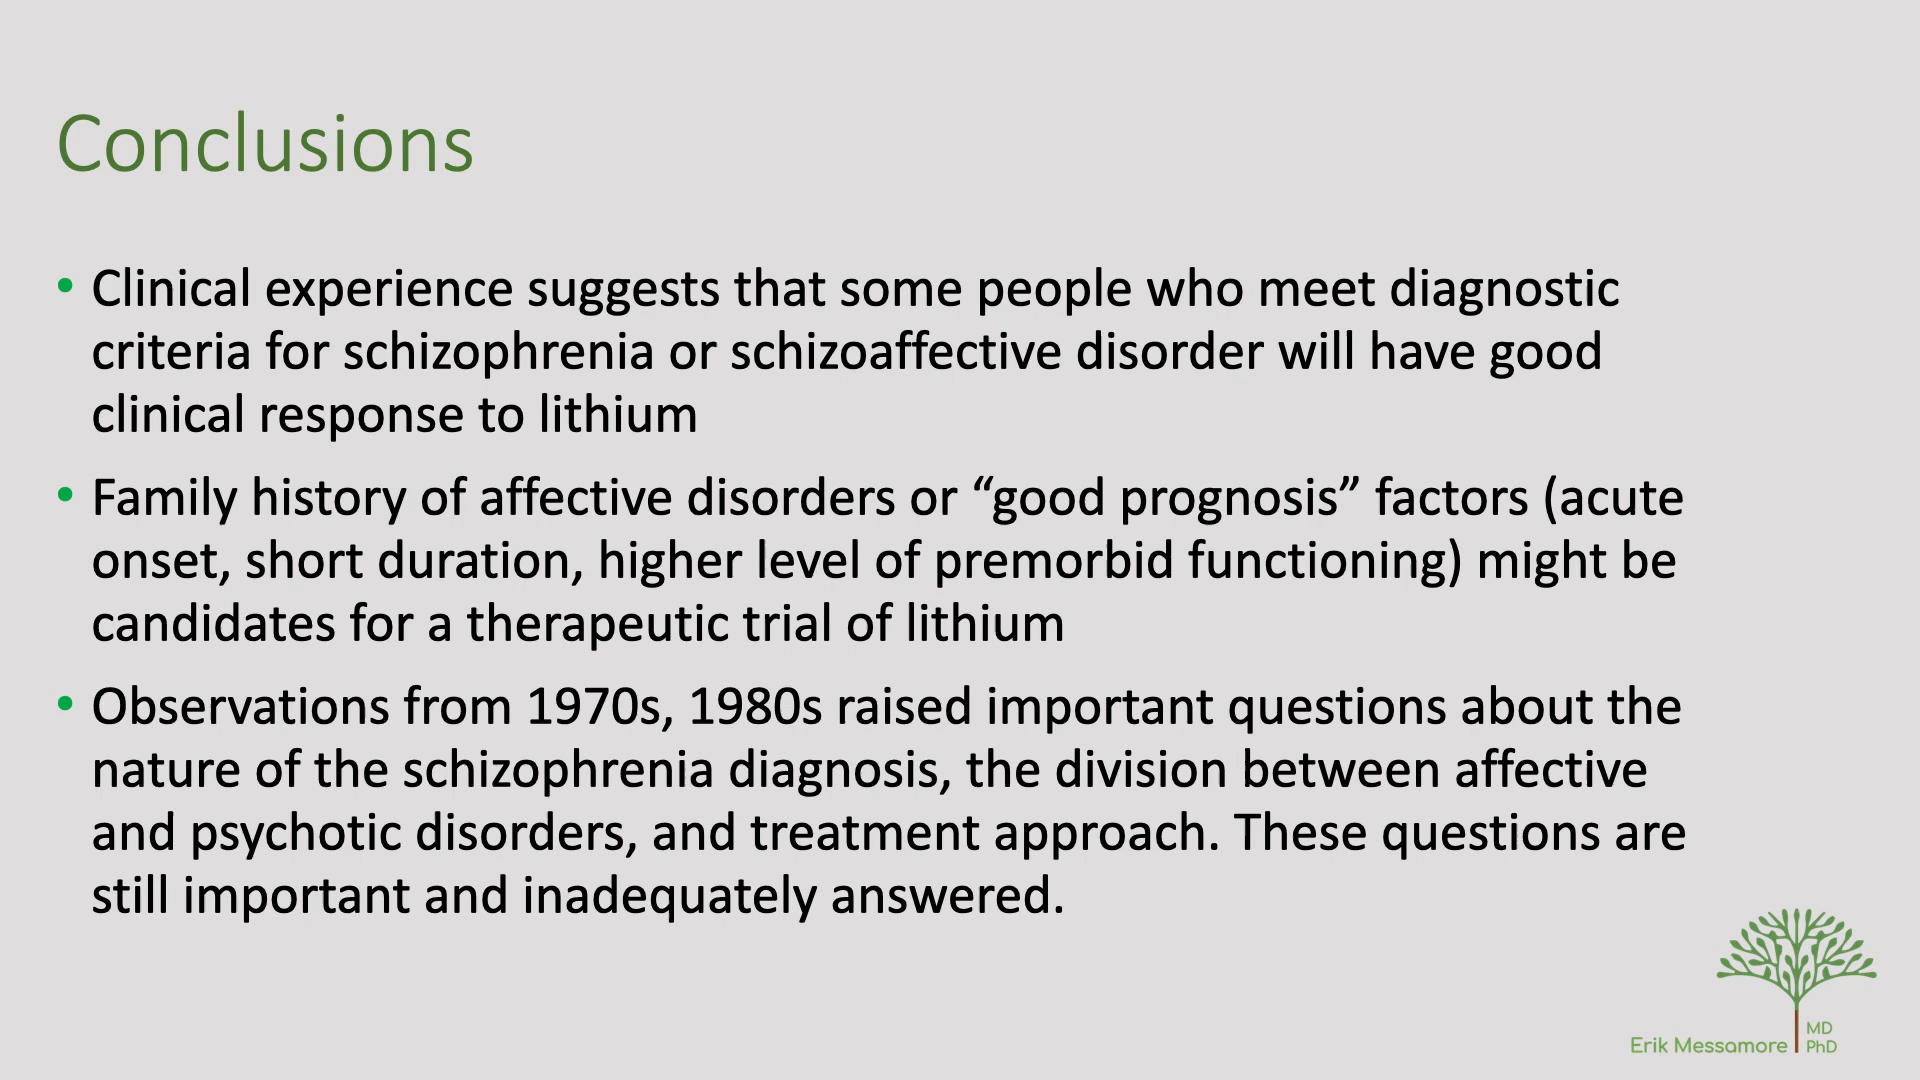 Conclusions
• Clinical experience suggests that some people who meet diagnostic
criteria for schizophrenia or schizoaffective disorder will have good
clinical response to lithium
• Family history of affective disorders or “good prognosis” factors (acute
onset, short duration, higher level of premorbid functioning) might be
candidates for a therapeutic trial of lithium
• Observations from 1970s, 1980s raised important questions about the
nature of the schizophrenia diagnosis, the division between affective
and psychotic disorders, and treatment approach. These questions are
still important and inadequately answered.
Erik Messamore
MD
PhD